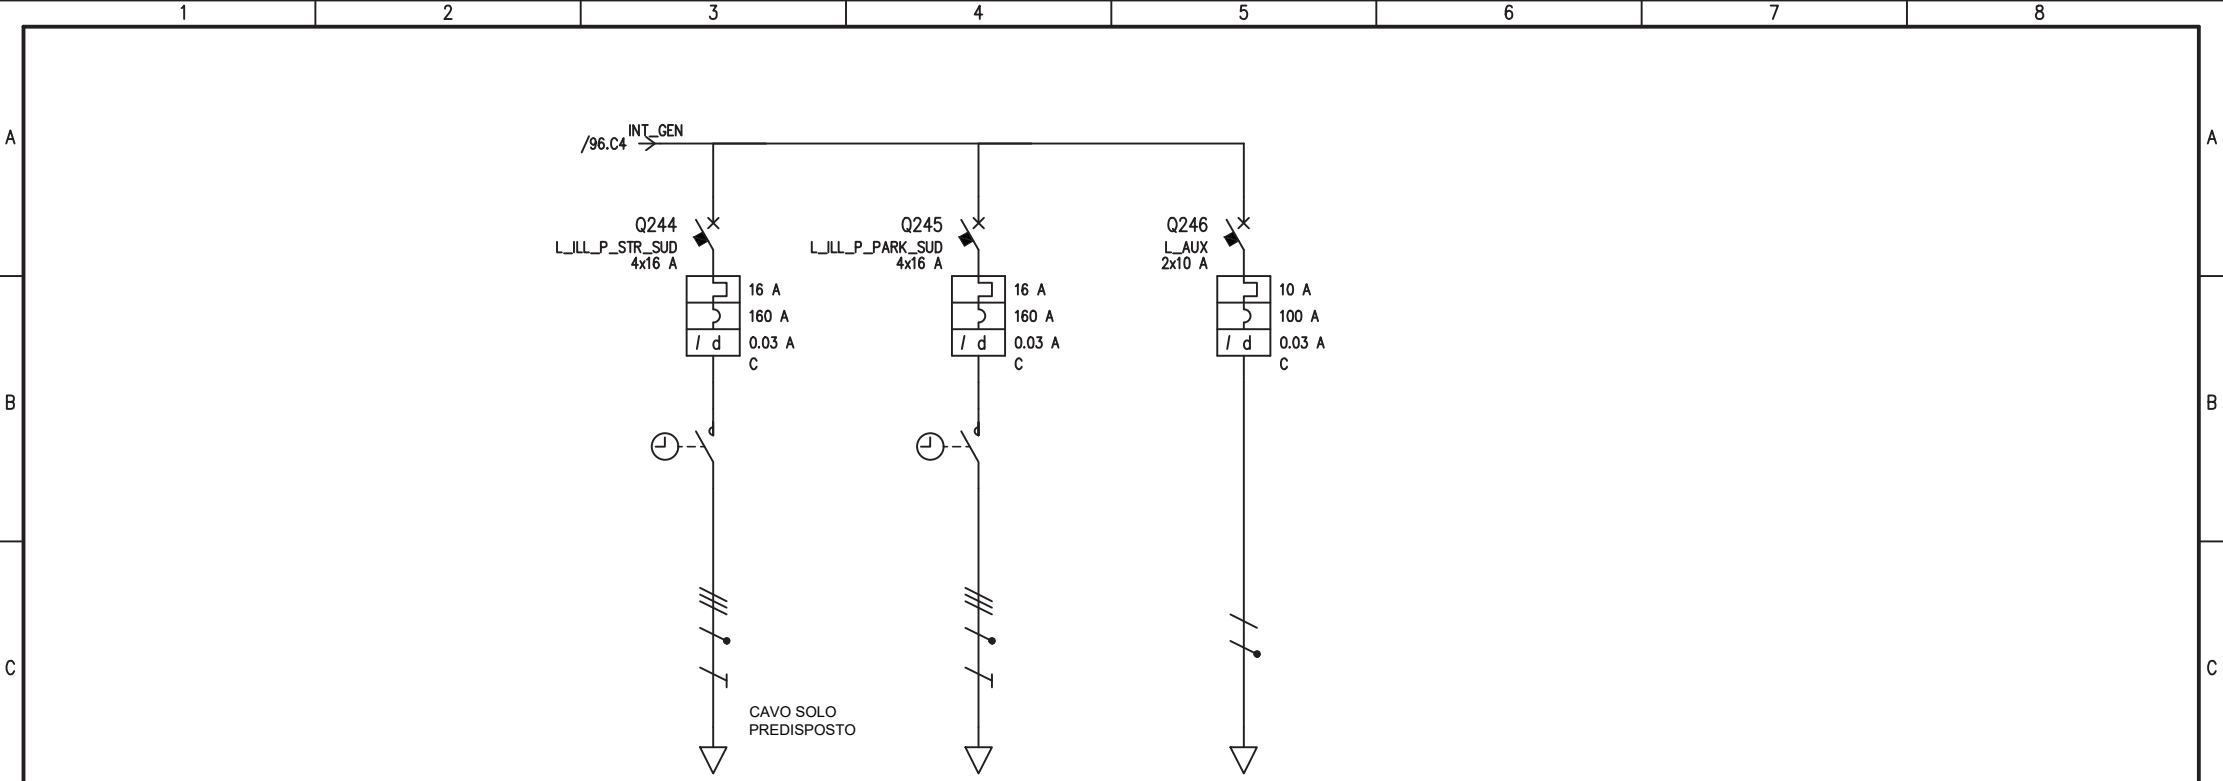 1 2 3 4 5 6 7 8
A A
INT_GEN
/96.C4
Q244 Q245 Q246
L_ILL_P_STR_SUD L_ILL_P_PARK_SUD L_AUX
4x16 A 4x16 A 2x10 A
16 A 16 A 10 A
160 A 160 A 100 A
I d 0.03 A I d 0.03 A I d 0.03 A
C C C
B B
C C
CAVO SOLO
PREDISPOSTO